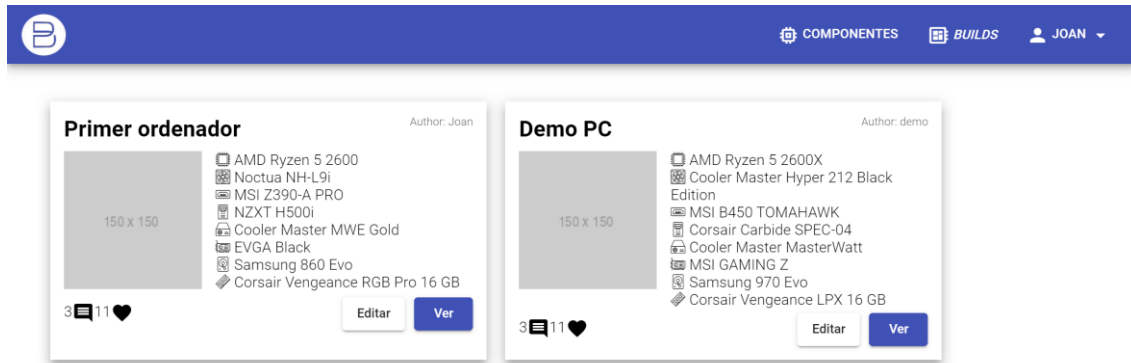 COMPONENTES
BUILDS
JOAN
Primer ordenador
Author: Joan
150 x 150
AMD Ryzen 5 2600
Noctua NH-L9i
MSI Z390-A PRO
NZXT H500i
Cooler Master MWE Gold
EVGA Black
Samsung 860 Evo
Corsair Vengeance RGB Pro 16 GB
3 11
Editar
Ver
Demo PC
Author: demo
150 x 150
AMD Ryzen 5 2600X
Cooler Master Hyper 212 Black
Edition
MSI B450 TOMAHAWK
Corsair Carbide SPEC-04
Cooler Master MasterWatt
MSI GAMING Z
Samsung 970 Evo
Corsair Vengeance LPX 16 GB
3 11
Editar
Ver